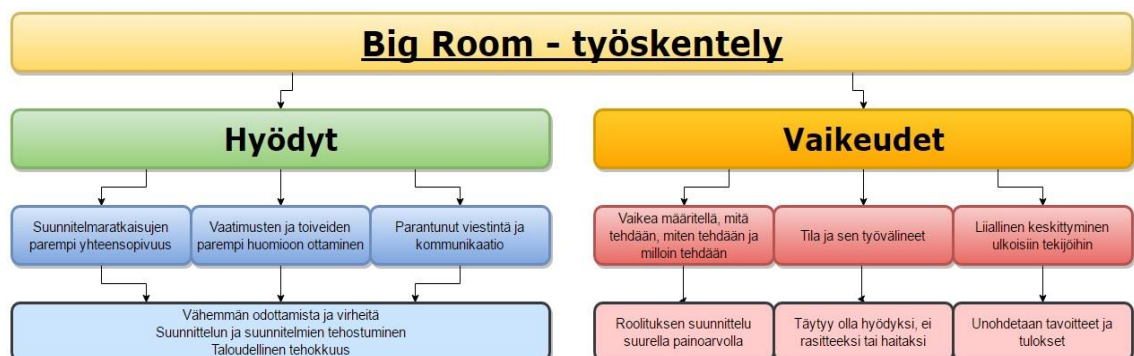 Big Room - työskentely
Hyödyt
Vaikeudet
Suunnitelmaratkaisujen
parempi yhteensopivuus
Vaatimusten ja toiveiden
parempi huomioon ottaminen
Parantunut viestintä ja
kommunikaatio
Vaikea määritellä, mitä
tehdään, miten tehdään ja
milloin tehdään
Tila ja sen työvälineet
Liiallinen keskittyminen
ulkoisiin tekijöihin
Vähemmän odottamista ja virheitä
Suunnittelun ja suunnitelmien tehostuminen
Taloudellinen tehokkuus
Roolituksen suunnittelu
suurella painoarvolla
Täytyy olla hyödyksi, ei
rasitteeksi tai haitaksi
Unohdetaan tavoitteet ja
tulokset